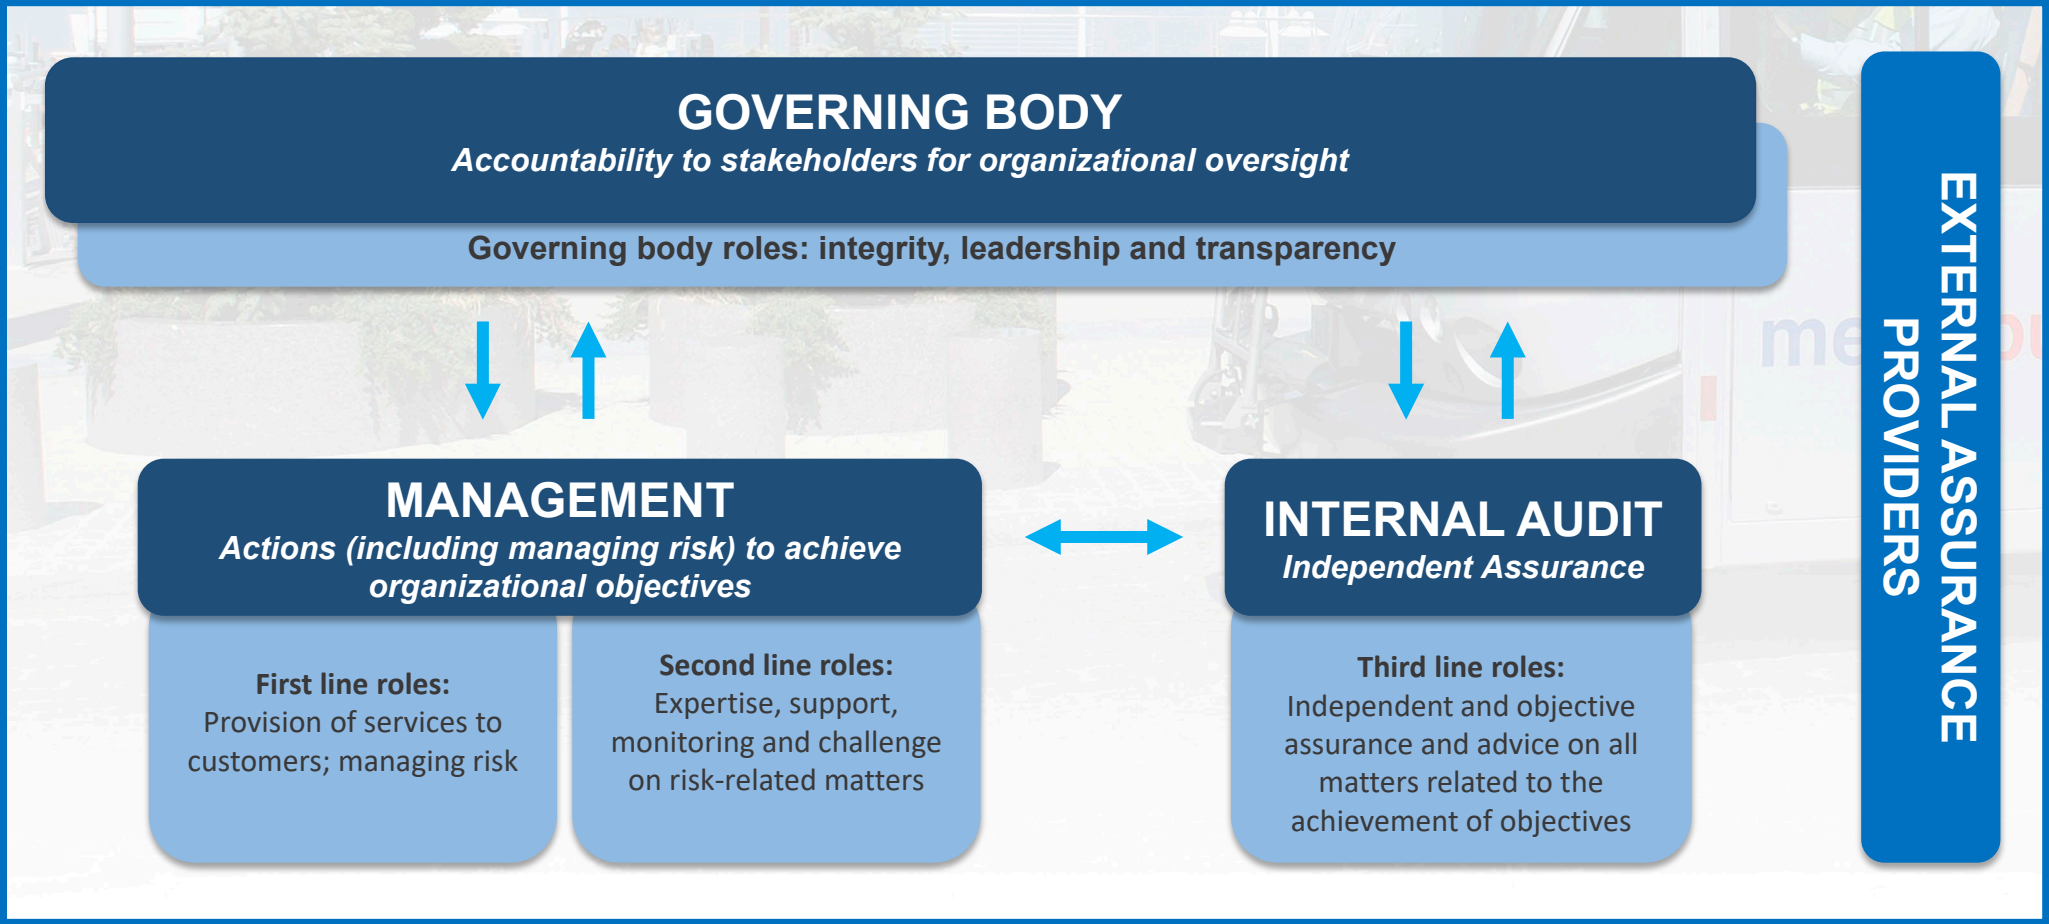 GOVERNING BODY
Accountability to stakeholders for organizational oversight
Governing body roles: integrity, leadership and transparency
MANAGEMENT
Actions (including managing risk) to achieve
organizational objectives
First line roles:
Provision of services to
customers; managing risk
Second line roles:
Expertise, support,
monitoring and challenge
on risk-related matters
INTERNAL AUDIT
Independent Assurance
Third line roles:
Independent and objective
assurance and advice on all
matters related to the
achievement of objectives
EXTERNAL ASSURANCE
PROVIDERS